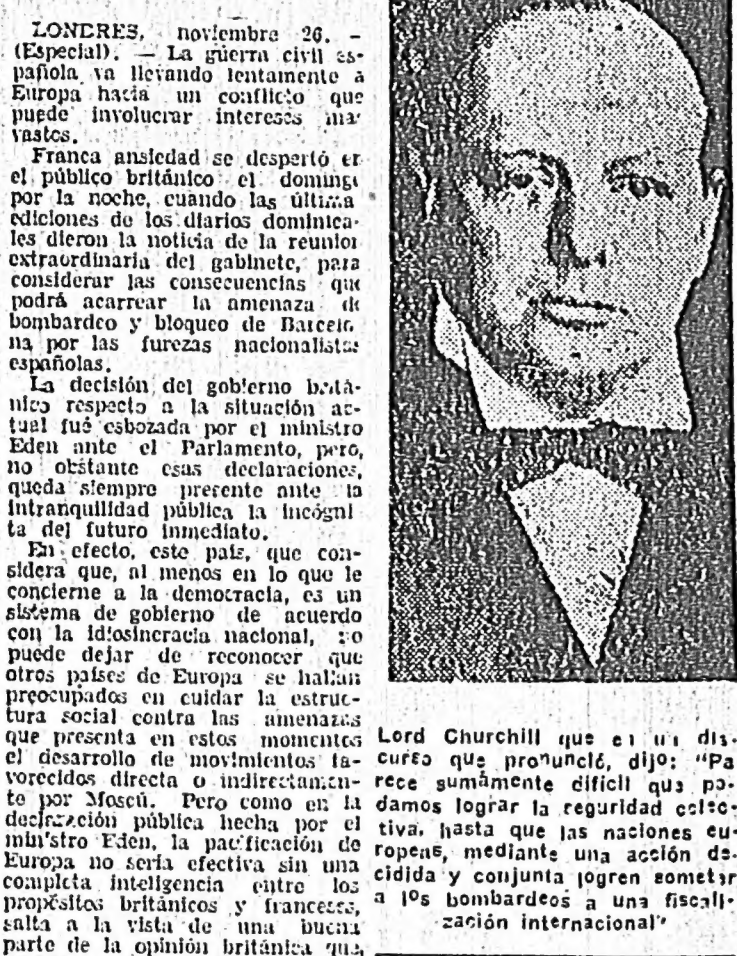 LONDRES, noviembre 26. -
(Especial). — La guerra civil es-
pañola va llevando lentamente a
Europa hacia un conflicto que
puede involucrar intereses
vastos.
Franca ansiedad se despertó
el público británico el
por la noche, cuando las
ediciones de los diarios dominica-
les dieron la noticia de la
extraordinaria del gabinete, para
considerar las consecuencias
podrá acarrear la amenaza
bombardeo y bloqueo de
na por las furezas nacionalistas
españolas.
La decisión del gobierno britá-
nico respecto a la situación ac-
tual fué esbozada por el ministro
Eden ante el Parlamento, pero,
no obstante esas declaraciones,
queda siempre presente ante la
intranquilidad pública la incógni
ta del futuro inmediato.
En efecto, este país, que con-
sidera que, al menos en lo que le
concierne a la democracia, es un
sistema de gobierno de acuerdo
con la idiosincracia nacional, no
puede dejar de reconocer que
otros países de Europa se hallan
preocupados en cuidar la estruc-
tura social contra las amenazas
que presenta en estos momentos
el desarrollo de movimientos fa-
vorecidos directa o indirectamen-
te por Moscú. Pero como en la
declaración pública hecha por el
ministro Eden, la pacificación de
Europa no sería efectiva sin una
completa inteligencia entre los
propósitos británicos y franceses,
salta a la vista de una buena
parte de la opinión británica que,
Lord Churchill que en un dis-
curso que pronunció, dijo: "Pa
rece sumámente dificil que po-
damos lograr la reguridad colec-
tiva, hasta que las naciones eu-
ropeas, mediante una acción de-
cidida y conjunta logren someter
a los bombardeos a una fiscali-
zación internacional"